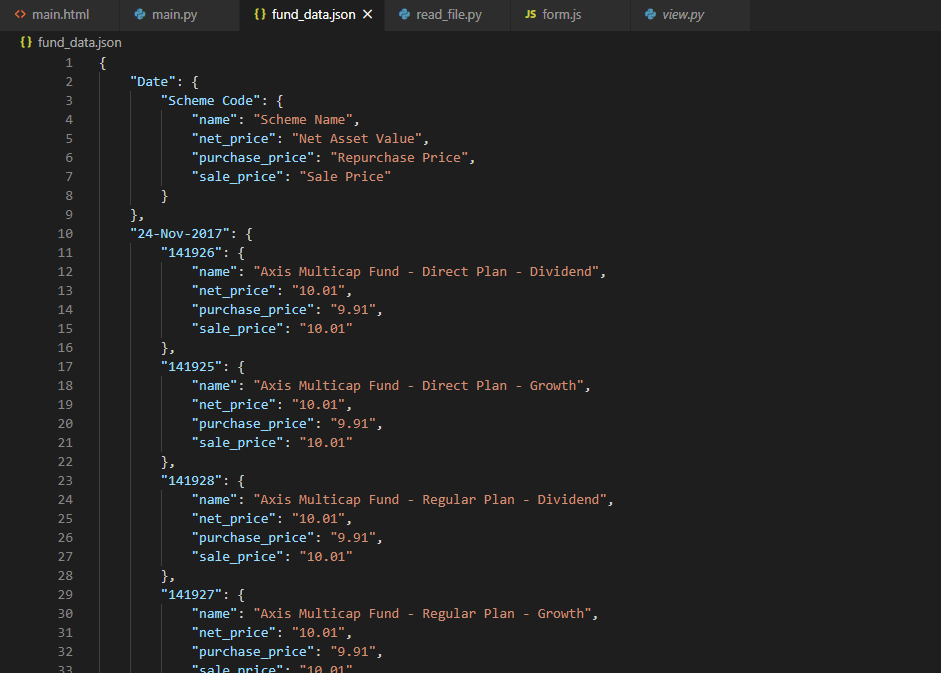 <> main.html main.py {} fund_data.json × read_file.py JS form.js view.py
{} fund_data.json
1 {
2 "Date": {
3 "Scheme Code": {
4 "name": "Scheme Name",
5 "net_price": "Net Asset Value",
6 "purchase_price": "Repurchase Price",
7 "sale_price": "Sale Price"
8 }
9 },
10 "24-Nov-2017": {
11 "141926": {
12 "name": "Axis Multicap Fund - Direct Plan - Dividend",
13 "net_price": "10.01",
14 "purchase_price": "9.91",
15 "sale_price": "10.01"
16 },
17 "141925": {
18 "name": "Axis Multicap Fund - Direct Plan - Growth",
19 "net_price": "10.01",
20 "purchase_price": "9.91",
21 "sale_price": "10.01"
22 },
23 "141928": {
24 "name": "Axis Multicap Fund - Regular Plan - Dividend",
25 "net_price": "10.01",
26 "purchase_price": "9.91",
27 "sale_price": "10.01"
28 },
29 "141927": {
30 "name": "Axis Multicap Fund - Regular Plan - Growth",
31 "net_price": "10.01",
32 "purchase_price": "9.91",
33 "sale_price": "10.01"